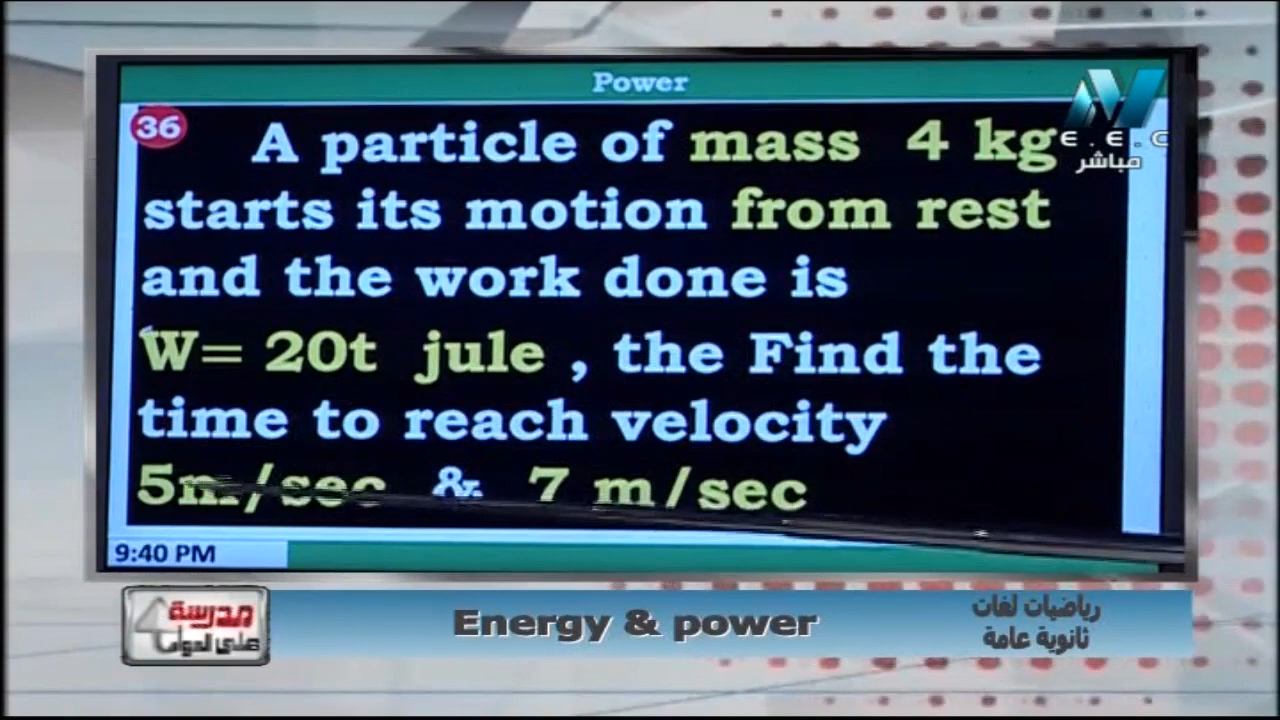 Power
36
A particle of mass 4 kg
starts its motion from rest
and the work done is
W= 20t jule , the Find the
time to reach velocity
5m/sec & 7 m/sec
E.E.C
مباشر
9:40 PM
مدرسة
على الهواء
Energy & power
رياضيات لغات
ثانوية عامة